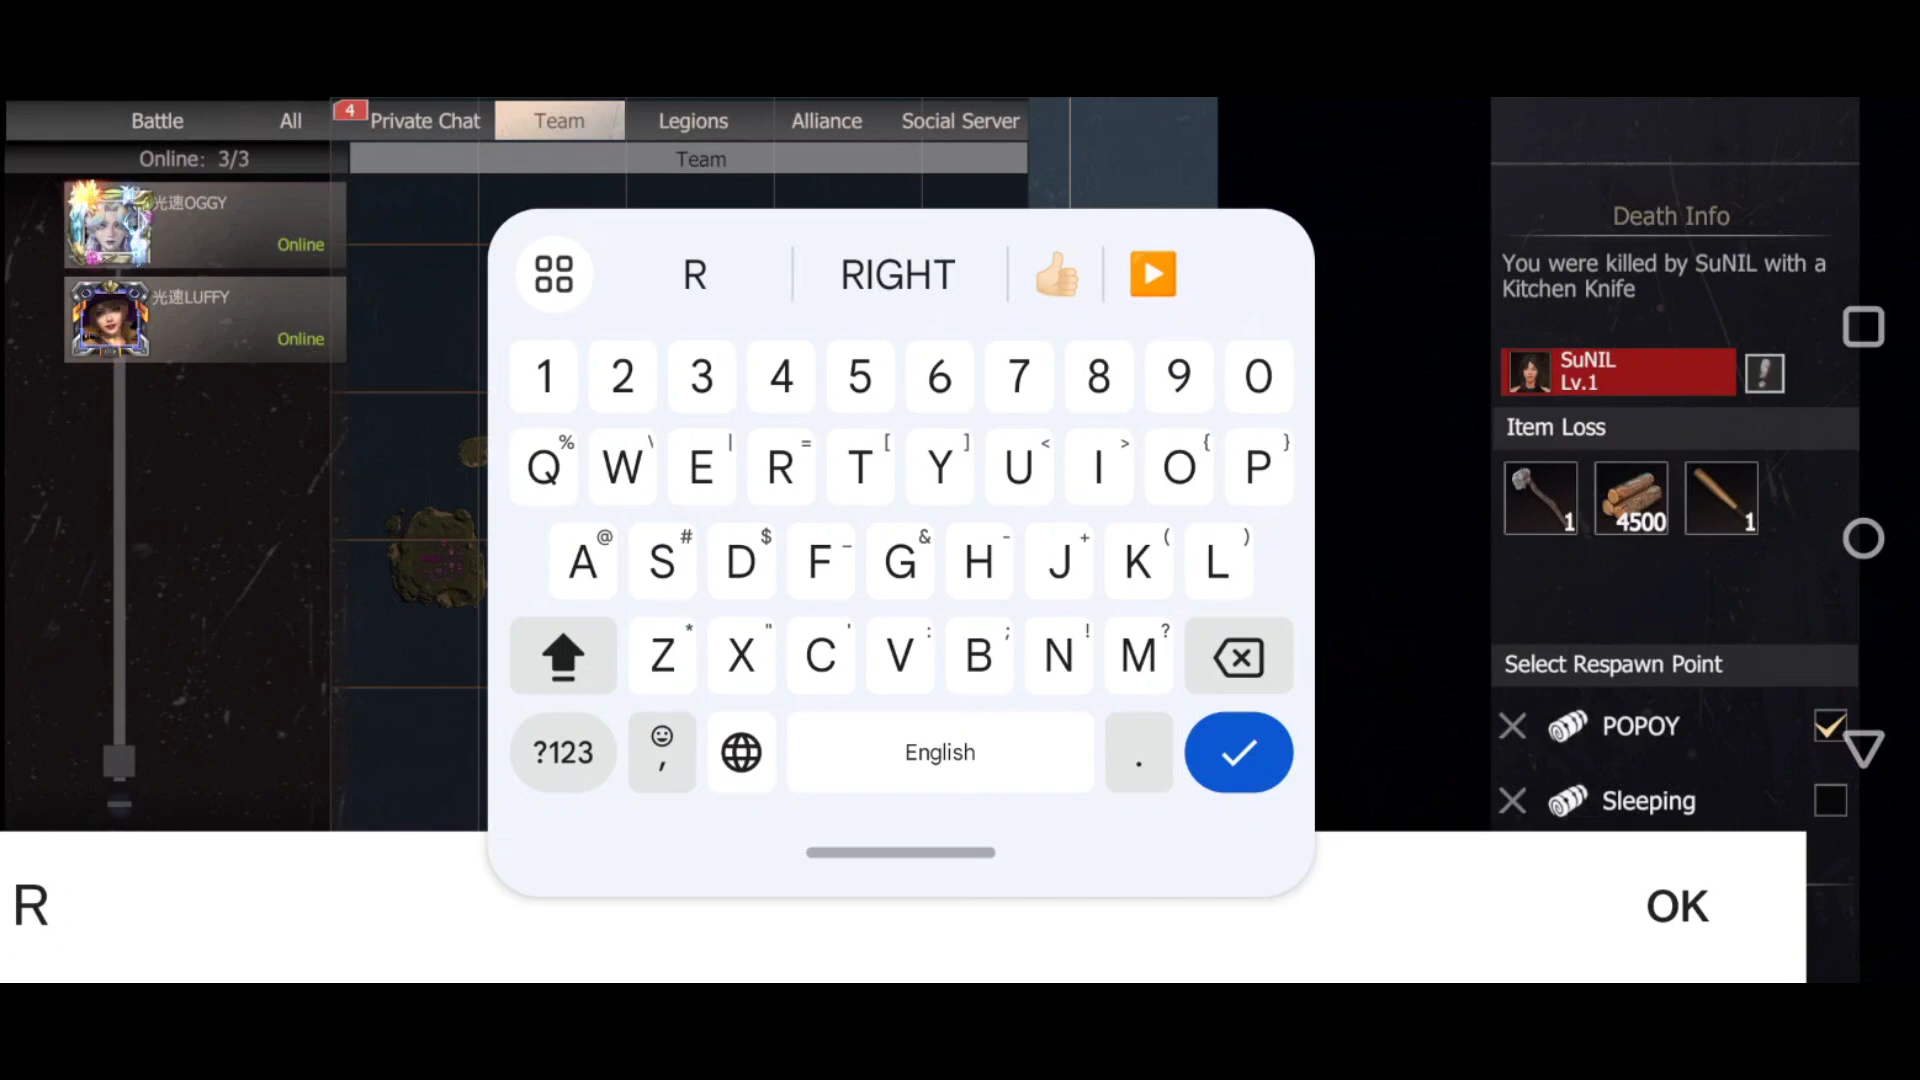 Battle
All
4
Private Chat
Team
Legions
Alliance
Social Server
Online: 3/3
Team
光速OGGY
Online
光速LUFFY
Online
R
RIGHT
1 2 3 4 5 6 7 8 9 0
% \ | = [ ] < > { }
Q W E R T Y U I O P
@ # $ _ & - + ( )
A S D F G H J K L
* " ' : ; ! ?
Z X C V B N M
?123
,
English
.
R
OK
Death Info
You were killed by SuNIL with a
Kitchen Knife
SuNIL
Lv.1
!
Item Loss
1
4500
1
Select Respawn Point
POPOY
Sleeping